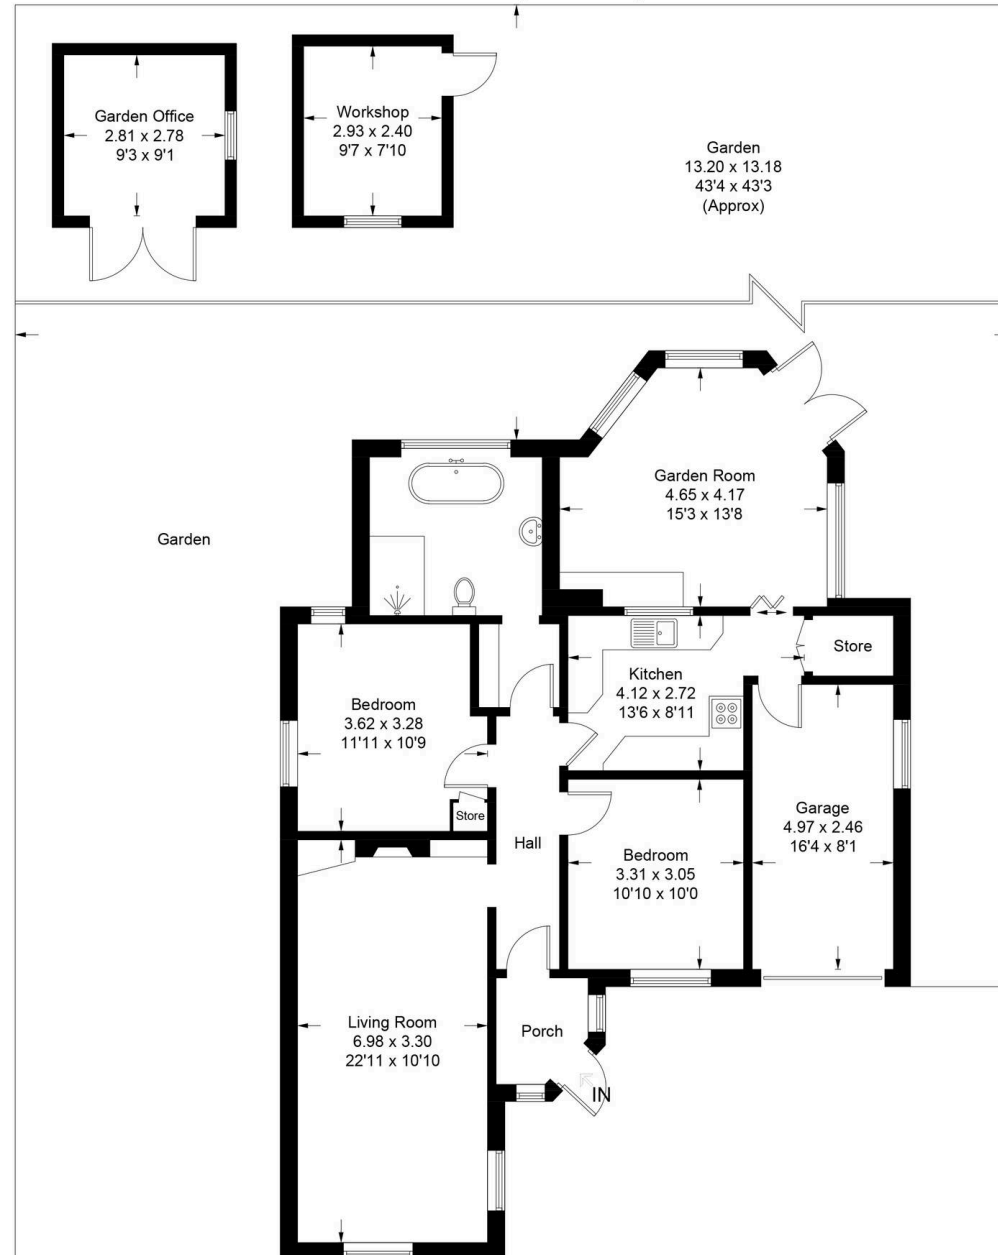 Garden Office
2.81 x 2.78
9'3 x 9'1
Workshop
2.93 x 2.40
9'7 x 7'10
Garden
13.20 x 13.18
43'4 x 43'3
(Approx)
Garden Room
4.65 x 4.17
15'3 x 13'8
Garden
Kitchen
4.12 x 2.72
13'6 x 8'11
Store
Bedroom
3.62 x 3.28
11'11 x 10'9
Store
Hall
Bedroom
3.31 x 3.05
10'10 x 10'0
Garage
4.97 x 2.46
16'4 x 8'1
Living Room
6.98 x 3.30
22'11 x 10'10
Porch
IN